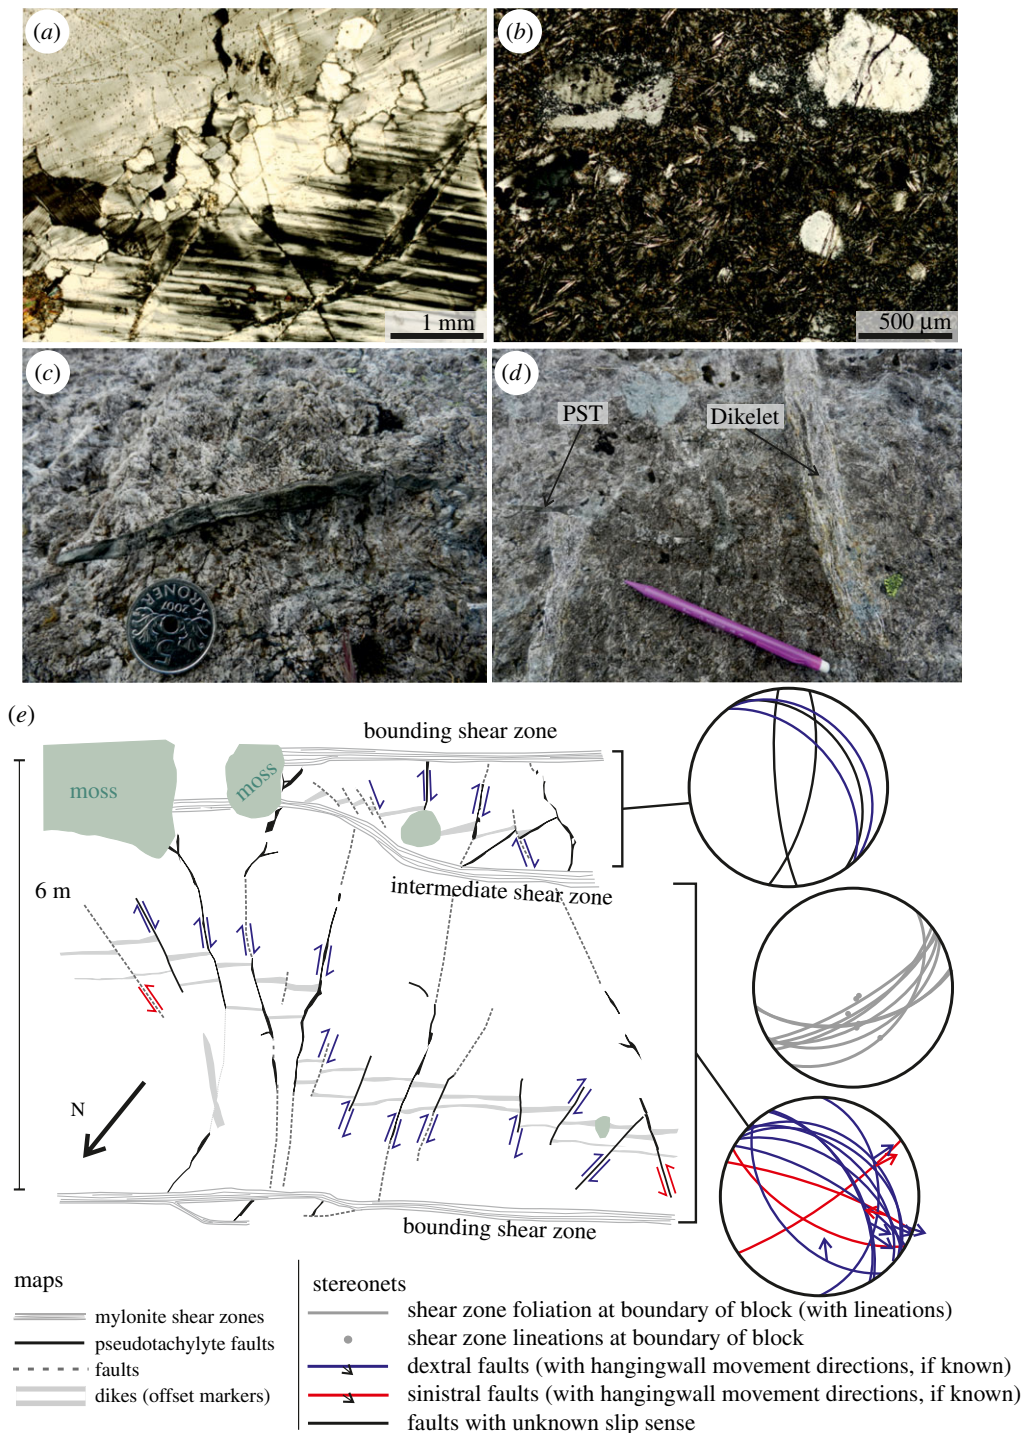 (a)
1 mm
(b)
500 µm
(c)
5
KRONER
2007
(d)
PST
Dikelet
(e)
bounding shear zone
moss
moss
6 m
intermediate shear zone
N
bounding shear zone
maps
mylonite shear zones
pseudotachylyte faults
faults
dikes (offset markers)
stereonets
shear zone foliation at boundary of block (with lineations)
shear zone lineations at boundary of block
dextral faults (with hangingwall movement directions, if known)
sinistral faults (with hangingwall movement directions, if known)
faults with unknown slip sense